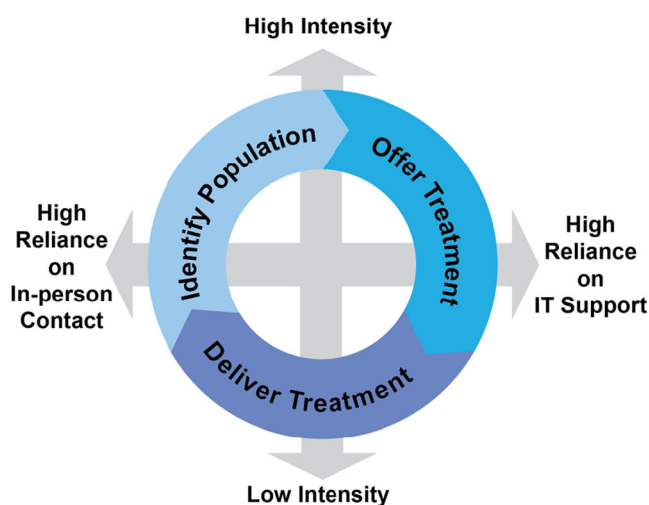 High Intensity
Identify Population
Offer Treatment
High
Reliance
on
In-person
Contact
High
Reliance
on
IT Support
Deliver Treatment
Low Intensity